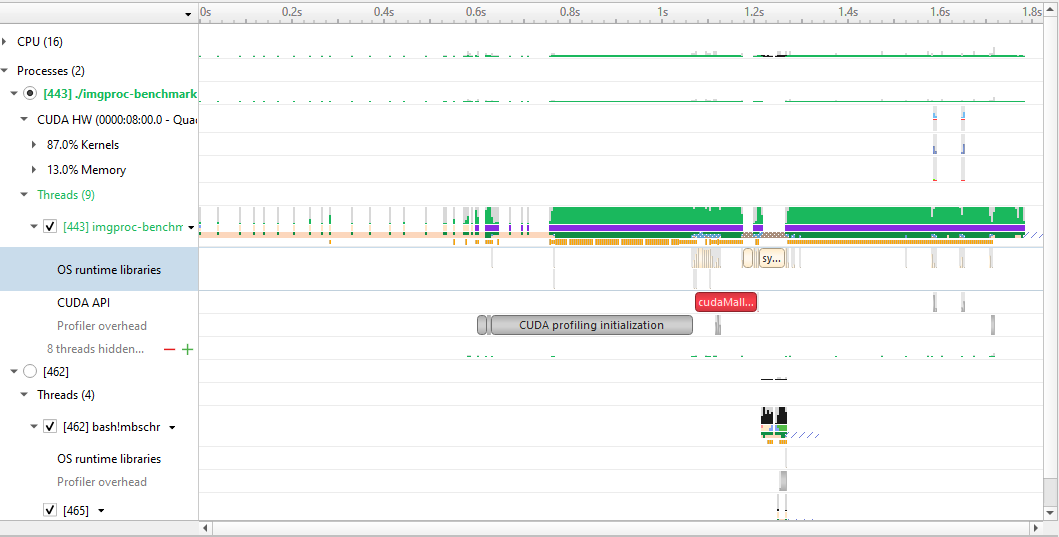 0s 0.2s 0.4s 0.6s 0.8s 1s 1.2s 1.4s 1.6s 1.8s
CPU (16)
Processes (2)
[443] ./imgproc-benchmark
CUDA HW (0000:08:00.0 - Quad
87.0% Kernels
13.0% Memory
Threads (9)
[443] imgproc-benchm
OS runtime libraries
sy...
CUDA API
cudaMall...
Profiler overhead
CUDA profiling initialization
8 threads hidden...
[462]
Threads (4)
[462] bash!mbschr
OS runtime libraries
Profiler overhead
[465]